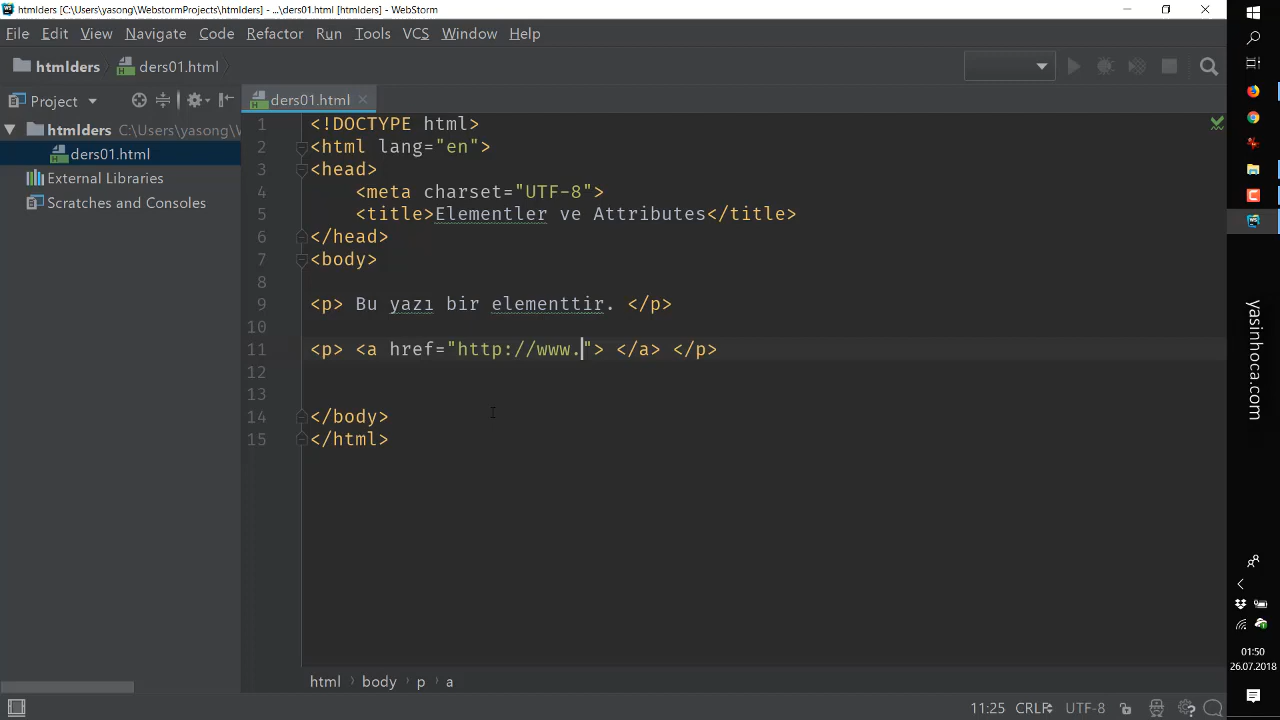 htmlders [C:\Users\yasong\WebstormProjects\htmlders] - ...\ders01.html [htmlders] - WebStorm
File Edit View Navigate Code Refactor Run Tools VCS Window Help
htmlders ders01.html
Project ders01.html
htmlders C:\Users\yasong\W
ders01.html
External Libraries
Scratches and Consoles
1 <!DOCTYPE html>
2 <html lang="en">
3 <head>
4 <meta charset="UTF-8">
5 <title>Elementler ve Attributes</title>
6 </head>
7 <body>
8
9 <p> Bu yazı bir elementtir. </p>
10
11 <p> <a href="http://www."> </a> </p>
12
13
14 </body>
15 </html>
html body p a
11:25 CRLF UTF-8
yasinhoca.com
01:50
26.07.2018